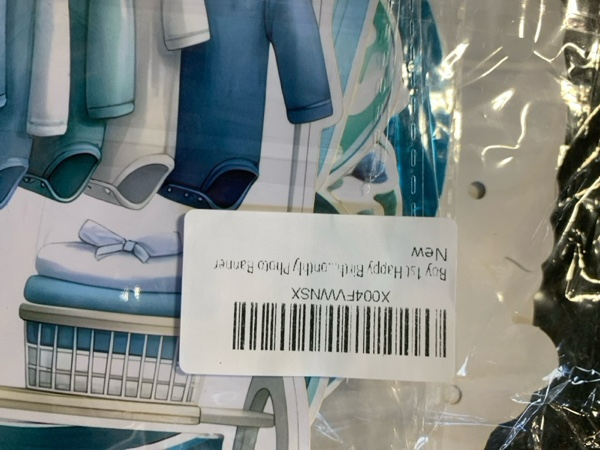 X004FVWNSX
Boy 1st Happy Birth...onthly Photo Banner
New